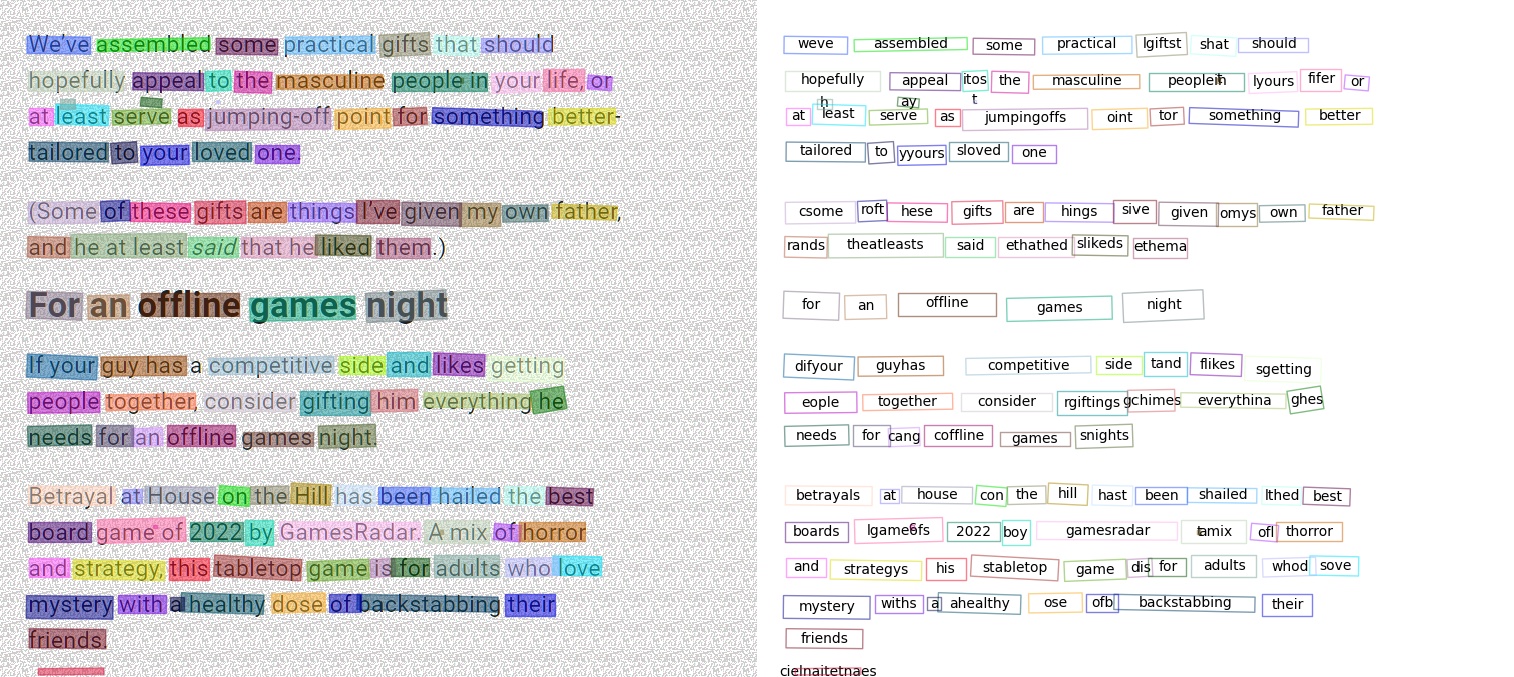 We've assembled some practical gifts that should
hopefully appeal to the masculine people in your life, or
at least serve as jumping-off point for something better-
tailored to your loved one.
(Some of these gifts are things I've given my own father,
and he at least said that he liked them.)
For an offline games night
If your guy has a competitive side and likes getting
people together, consider gifting him everything he
needs for an offline games night.
Betrayal at House on the Hill has been hailed the best
board game of 2022 by GamesRadar. A mix of horror
and strategy, this tabletop game is for adults who love
mystery with a healthy dose of backstabbing their
friends.
weve assembled some practical lgiftst shat should
hopefully appeal itos the masculine lyours fifer or
h ay t
at least serve as jumpingoffs oint tor something better
tailored to yyours sloved one
csome roft hese gifts are hings sive given omys own father
rands theatleasts said ethathed slikeds ethema
for an offline games night
difyour guyhas competitive side tand flikes sgetting
eople together consider rgiftings gchimes everythina ghes
needs for cang coffline games snights
betrayals at house con the hill hast been shailed lthed best
boards 2022 boy gamesradar ofl thorror
and strategys his stabletop game dis for adults whod sove
mystery withs a ahealthy ose ofb backstabbing their
friends